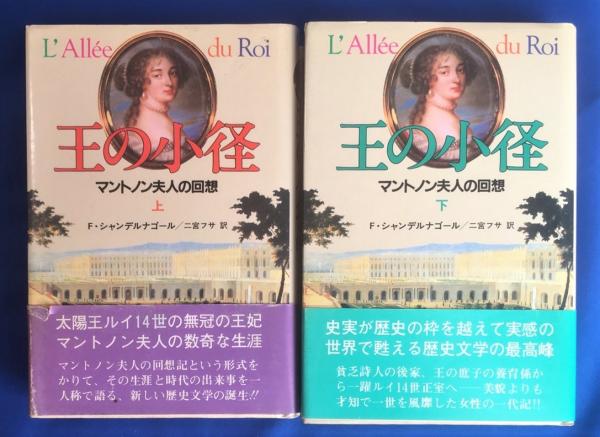 L'Allée du Roi
王の小径
マントノン夫人の回想
上
F・シャンデルナゴール/二宮フサ 訳
太陽王ルイ14世の無冠の王妃
マントノン夫人の数奇な生涯
マントノン夫人の回想記という形式を
かりて、その生涯と時代の出来事を一
人称で語る、新しい歴史文学の誕生!!
L'Allée du Roi
王の小径
マントノン夫人の回想
下
F・シャンデルナゴール/二宮フサ 訳
史実が歴史の枠を越えて実感の
世界で甦える歴史文学の最高峰
貧乏詩人の後家、王の庶子の養育係か
ら一躍ルイ14世正室へ——美貌よりも
才知で一世を風靡した女性の一代記!!